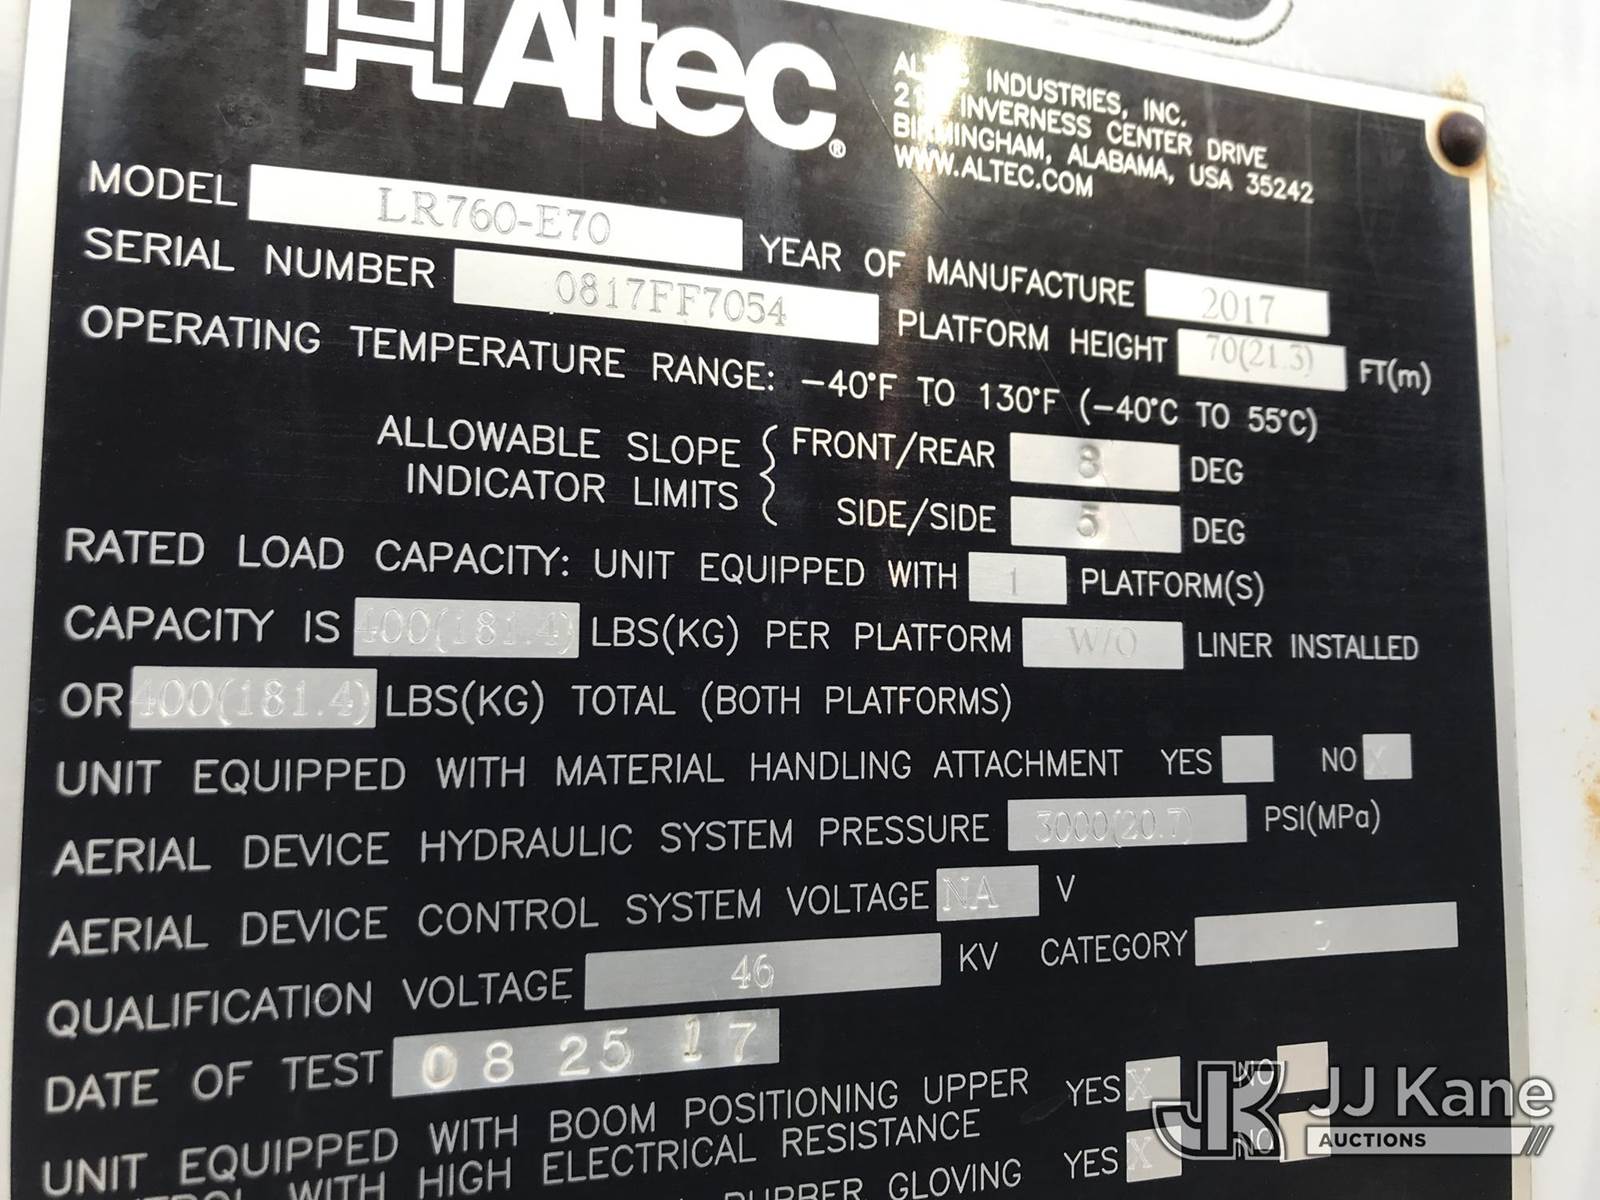 Altec®
INDUSTRIES, INC.
INVERNESS CENTER DRIVE
BIRMINGHAM, ALABAMA, USA 35242
WWW.ALTEC.COM
MODEL LR760-E70
YEAR OF MANUFACTURE 2017
SERIAL NUMBER 0817FF7054
PLATFORM HEIGHT 70(21.3) FT(m)
OPERATING TEMPERATURE RANGE: -40°F TO 130°F (-40°C TO 55°C)
ALLOWABLE SLOPE INDICATOR LIMITS
FRONT/REAR 8 DEG
SIDE/SIDE 5 DEG
RATED LOAD CAPACITY: UNIT EQUIPPED WITH 1 PLATFORM(S)
CAPACITY IS 400(181.4) LBS(KG) PER PLATFORM W/O LINER INSTALLED
OR 400(181.4) LBS(KG) TOTAL (BOTH PLATFORMS)
UNIT EQUIPPED WITH MATERIAL HANDLING ATTACHMENT YES NO X
AERIAL DEVICE HYDRAULIC SYSTEM PRESSURE 3000(20.7) PSI(MPa)
AERIAL DEVICE CONTROL SYSTEM VOLTAGE NA V
QUALIFICATION VOLTAGE 46 KV CATEGORY
DATE OF TEST 08 25 17
UNIT EQUIPPED WITH BOOM POSITIONING UPPER YES X NO
WITH HIGH ELECTRICAL RESISTANCE
RUBBER GLOVING YES X NO
JJ Kane
AUCTIONS